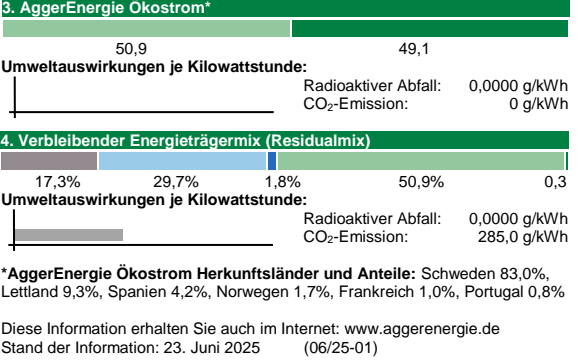 3. AggerEnergie Ökostrom*
50,9 49,1
Umweltauswirkungen je Kilowattstunde:
Radioaktiver Abfall: 0,0000 g/kWh
CO₂-Emission: 0 g/kWh
4. Verbleibender Energieträgermix (Residualmix)
17,3% 29,7% 1,8% 50,9% 0,3
Umweltauswirkungen je Kilowattstunde:
Radioaktiver Abfall: 0,0000 g/kWh
CO₂-Emission: 285,0 g/kWh
*AggerEnergie Ökostrom Herkunftsländer und Anteile: Schweden 83,0%,
Lettland 9,3%, Spanien 4,2%, Norwegen 1,7%, Frankreich 1,0%, Portugal 0,8%
Diese Information erhalten Sie auch im Internet: www.aggerenergie.de
Stand der Information: 23. Juni 2025 (06/25-01)